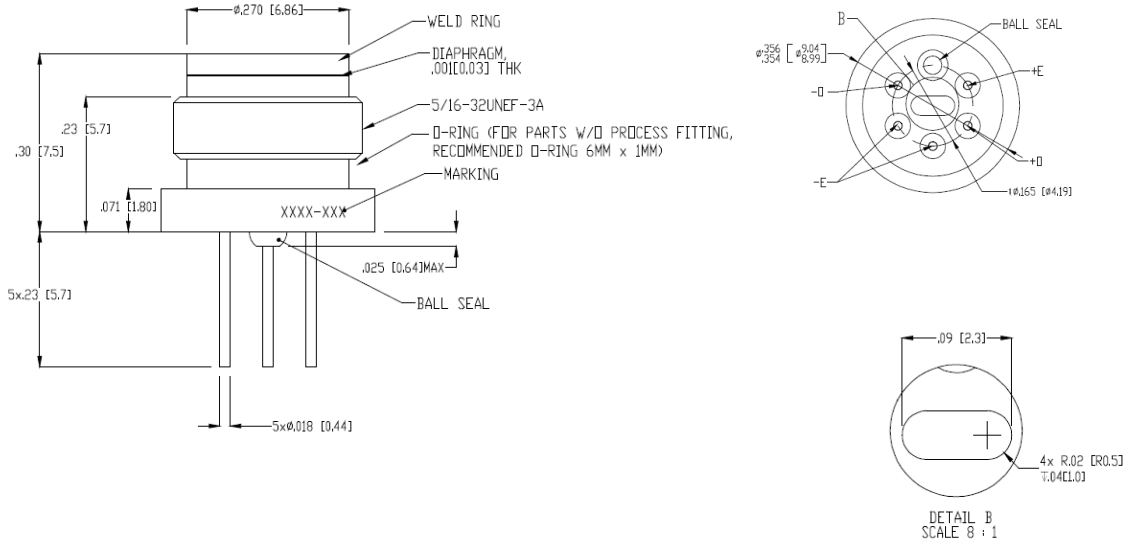 ⌀.270 [6.86]
WELD RING
DIAPHRAGM,
.001[0.03] THK
5/16-32UNEF-3A
O-RING (FOR PARTS W/O PROCESS FITTING,
RECOMMENDED O-RING 6MM x 1MM)
MARKING
XXXX-XXX
.30 [7.5]
.23 [5.7]
.071 [1.80]
.025 [0.64]MAX
BALL SEAL
5x.23 [5.7]
5x⌀.018 [0.44]
B
BALL SEAL
⌀.356 [⌀9.04]
.354 [⌀8.99]
+E
-O
+O
-E
⌀.165 [⌀4.19]
.09 [2.3]
4x R.02 [R0.5]
↧.04[1.0]
DETAIL B
SCALE 8 : 1